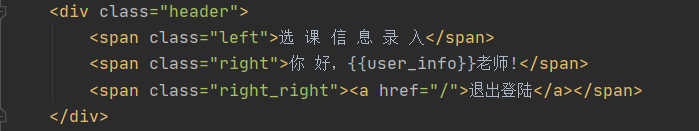 <div class="header">
<span class="left">选 课 信 息 录 入</span>
<span class="right">你 好，{{user_info}}老师!</span>
<span class="right_right"><a href="/">退出登陆</a></span>
</div>